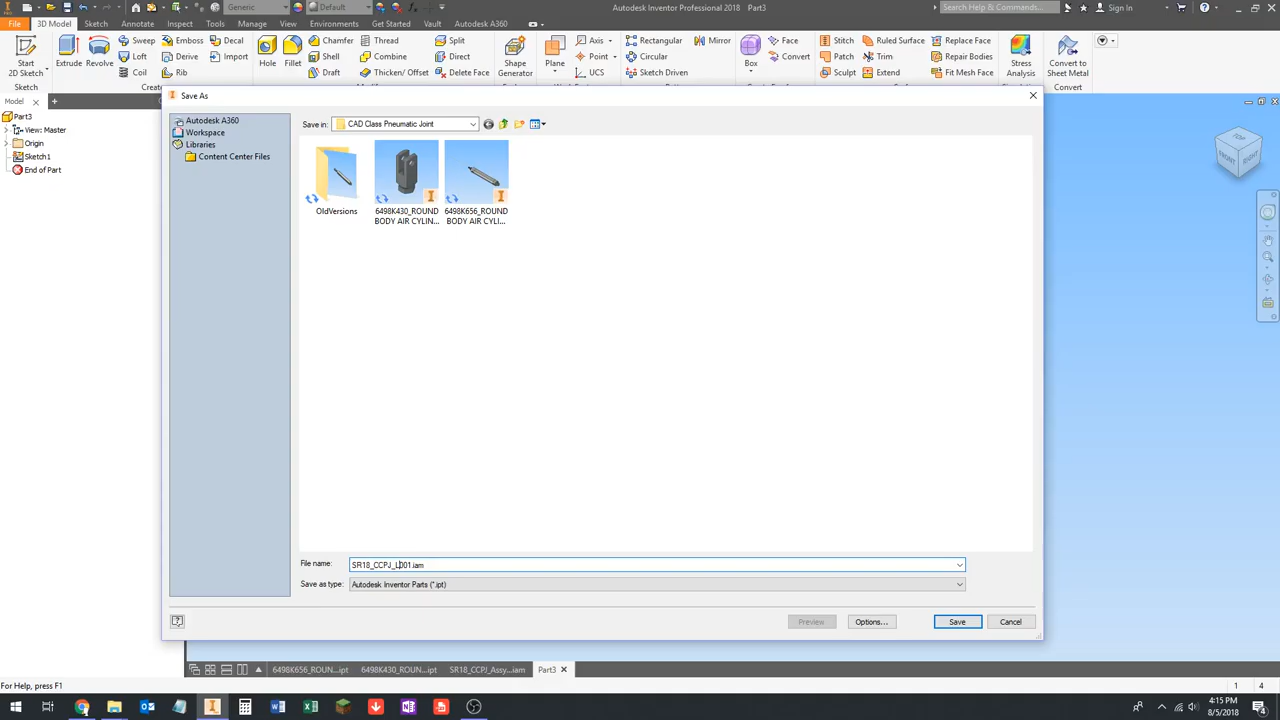 Generic
Default
Autodesk Inventor Professional 2018 Part3
Search Help & Commands...
Sign In
File 3D Model Sketch Annotate Inspect Tools Manage View Environments Get Started Vault Autodesk A360
Start
2D Sketch
Extrude
Revolve
Sweep
Emboss
Decal
Loft
Derive
Import
Coil
Rib
Hole
Fillet
Chamfer
Thread
Split
Shell
Combine
Direct
Draft
Thicken/ Offset
Delete Face
Shape
Generator
Plane
Axis
Point
UCS
Rectangular
Mirror
Circular
Sketch Driven
Box
Face
Convert
Stitch
Ruled Surface
Replace Face
Patch
Trim
Repair Bodies
Sculpt
Extend
Fit Mesh Face
Stress
Analysis
Convert to
Sheet Metal
Convert
Model
Part3
View: Master
Origin
Sketch1
End of Part
Save As
Autodesk A360
Workspace
Libraries
Content Center Files
Save in: CAD Class Pneumatic Joint
OldVersions
6498K430_ROUND
BODY AIR CYLIN...
6498K656_ROUND
BODY AIR CYLI...
File name: SR18_CCPJ_L001.iam
Save as type: Autodesk Inventor Parts (*.ipt)
Preview
Options...
Save
Cancel
TOP
FRONT
RIGHT
6498K656_ROUN...ipt 6498K430_ROUN...ipt SR18_CCPJ_Assy...iam Part3
For Help, press F1
1 4
4:15 PM
8/5/2018